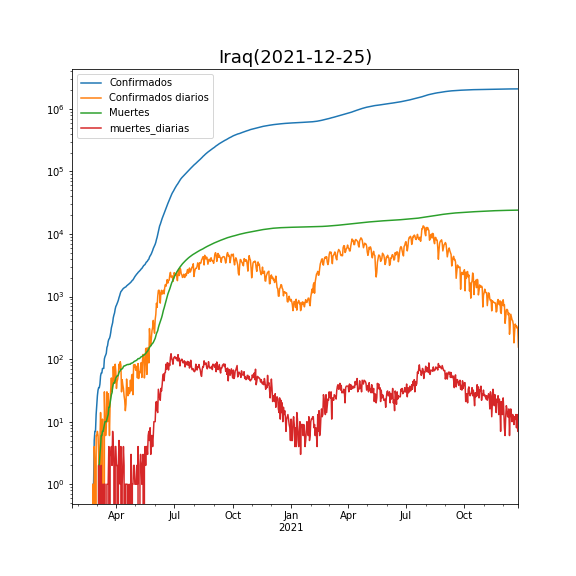 Iraq(2021-12-25)
Confirmados
Confirmados diarios
Muertes
muertes_diarias
10^6
10^5
10^4
10^3
10^2
10^1
10^0
Apr Jul Oct Jan Apr Jul Oct
2021